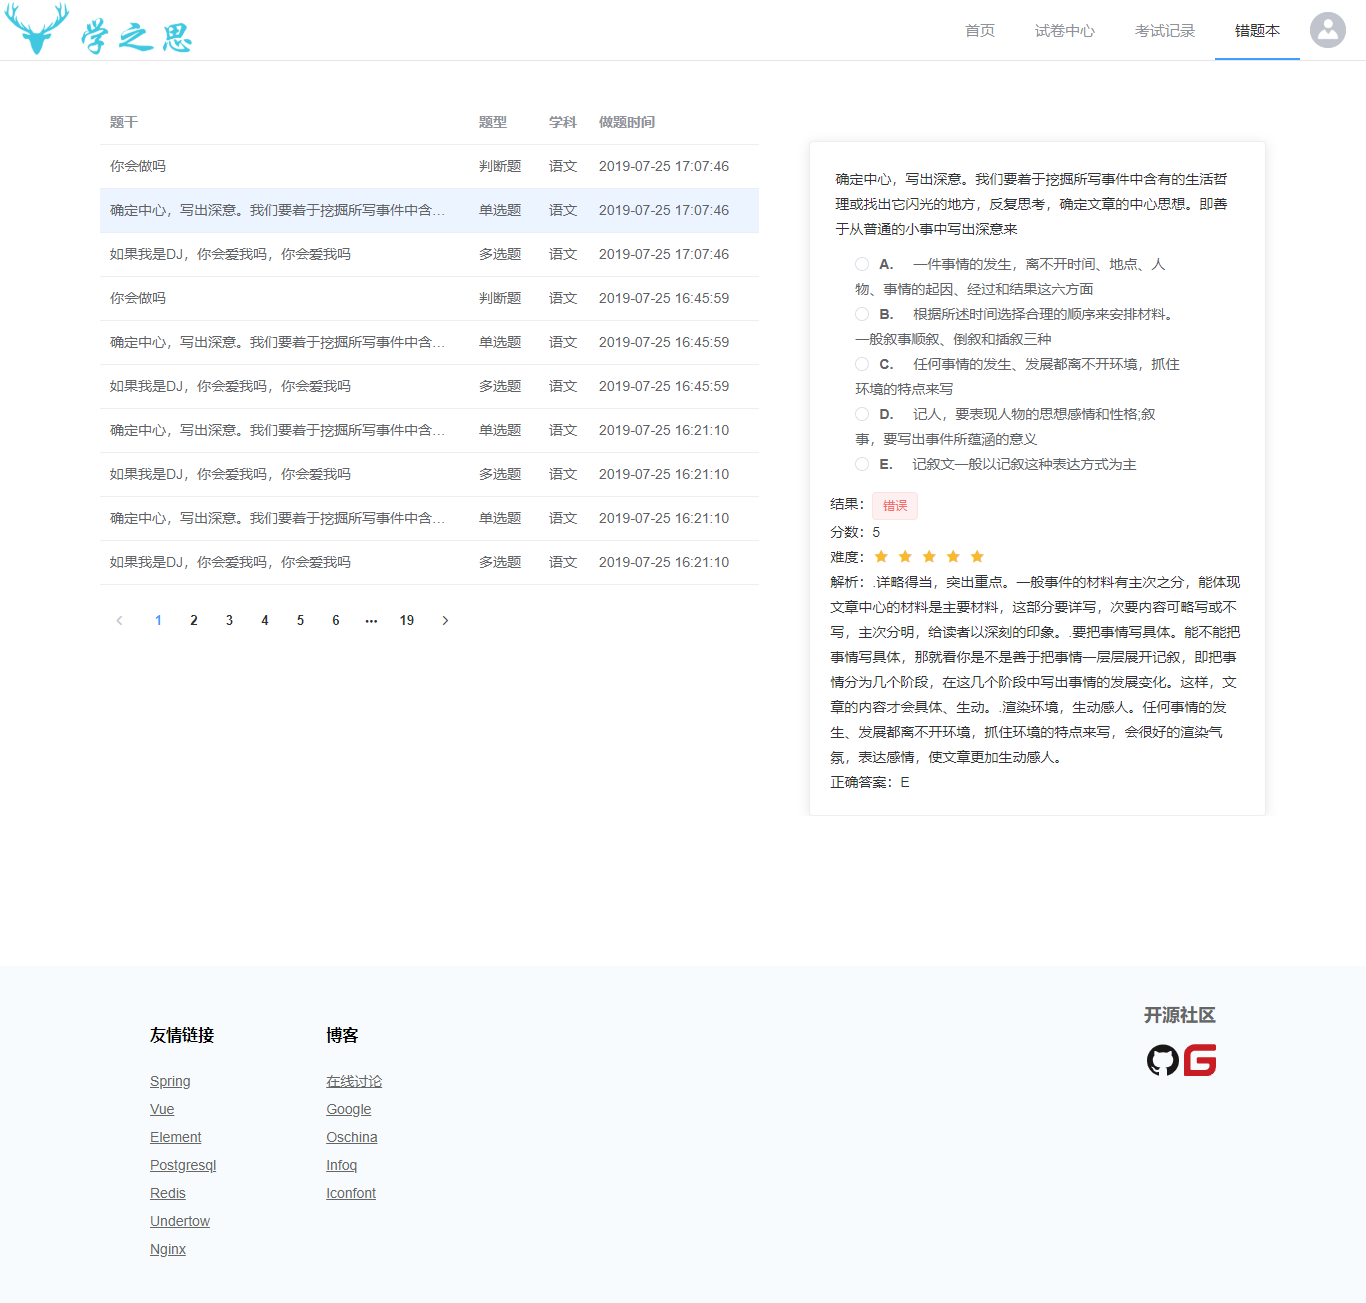 学之思
首页 试卷中心 考试记录 错题本
题干 题型 学科 做题时间
你会做吗 判断题 语文 2019-07-25 17:07:46
确定中心，写出深意。我们要着于挖掘所写事件中含... 单选题 语文 2019-07-25 17:07:46
如果我是DJ，你会爱我吗，你会爱我吗 多选题 语文 2019-07-25 17:07:46
你会做吗 判断题 语文 2019-07-25 16:45:59
确定中心，写出深意。我们要着于挖掘所写事件中含... 单选题 语文 2019-07-25 16:45:59
如果我是DJ，你会爱我吗，你会爱我吗 多选题 语文 2019-07-25 16:45:59
确定中心，写出深意。我们要着于挖掘所写事件中含... 单选题 语文 2019-07-25 16:21:10
如果我是DJ，你会爱我吗，你会爱我吗 多选题 语文 2019-07-25 16:21:10
确定中心，写出深意。我们要着于挖掘所写事件中含... 单选题 语文 2019-07-25 16:21:10
如果我是DJ，你会爱我吗，你会爱我吗 多选题 语文 2019-07-25 16:21:10
1 2 3 4 5 6 ••• 19
确定中心，写出深意。我们要着于挖掘所写事件中含有的生活哲
理或找出它闪光的地方，反复思考，确定文章的中心思想。即善
于从普通的小事中写出深意来
A. 一件事情的发生，离不开时间、地点、人
物、事情的起因、经过和结果这六方面
B. 根据所述时间选择合理的顺序来安排材料。
一般叙事顺叙、倒叙和插叙三种
C. 任何事情的发生、发展都离不开环境，抓住
环境的特点来写
D. 记人，要表现人物的思想感情和性格;叙
事，要写出事件所蕴涵的意义
E. 记叙文一般以记叙这种表达方式为主
结果： 错误
分数：5
难度：
解析：.详略得当，突出重点。一般事件的材料有主次之分，能体现
文章中心的材料是主要材料，这部分要详写，次要内容可略写或不
写，主次分明，给读者以深刻的印象。.要把事情写具体。能不能把
事情写具体，那就看你是不是善于把事情一层层展开记叙，即把事
情分为几个阶段，在这几个阶段中写出事情的发展变化。这样，文
章的内容才会具体、生动。.渲染环境，生动感人。任何事情的发
生、发展都离不开环境，抓住环境的特点来写，会很好的渲染气
氛，表达感情，使文章更加生动感人。
正确答案：E
友情链接
Spring
Vue
Element
Postgresql
Redis
Undertow
Nginx
博客
在线讨论
Google
Oschina
Infoq
Iconfont
开源社区